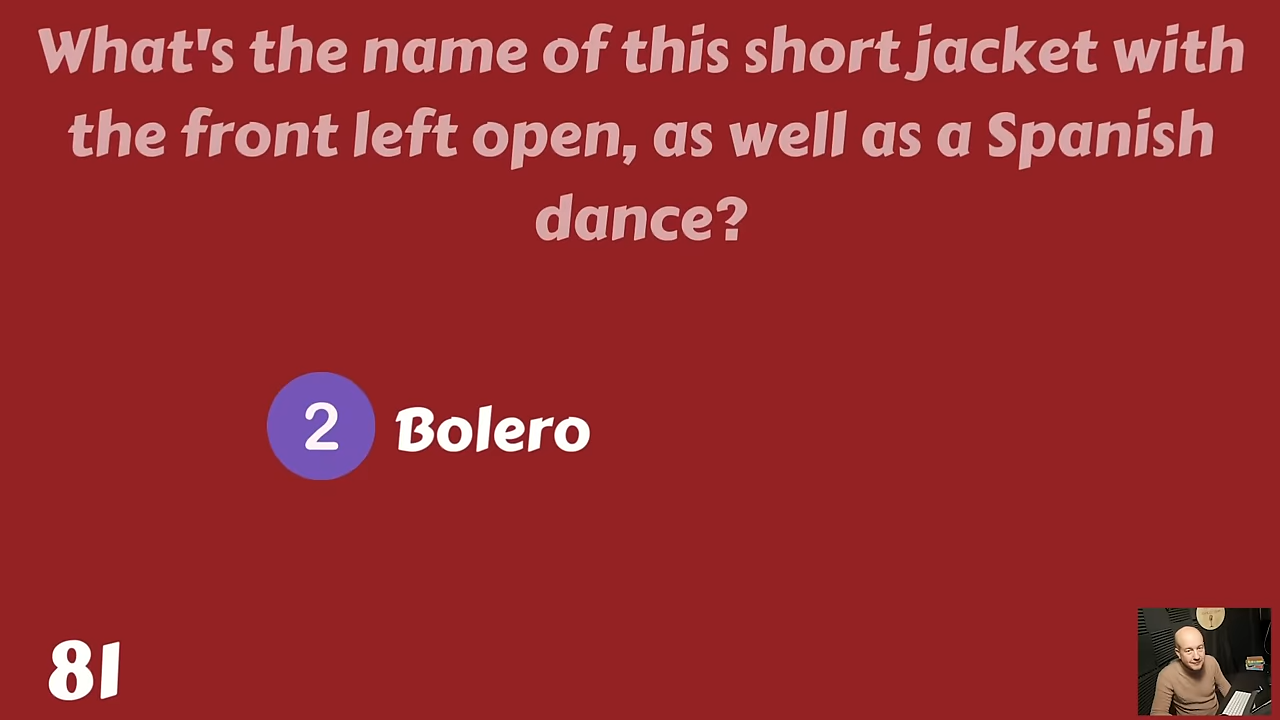 What's the name of this short jacket with
the front left open, as well as a Spanish
dance?
2 Bolero
81